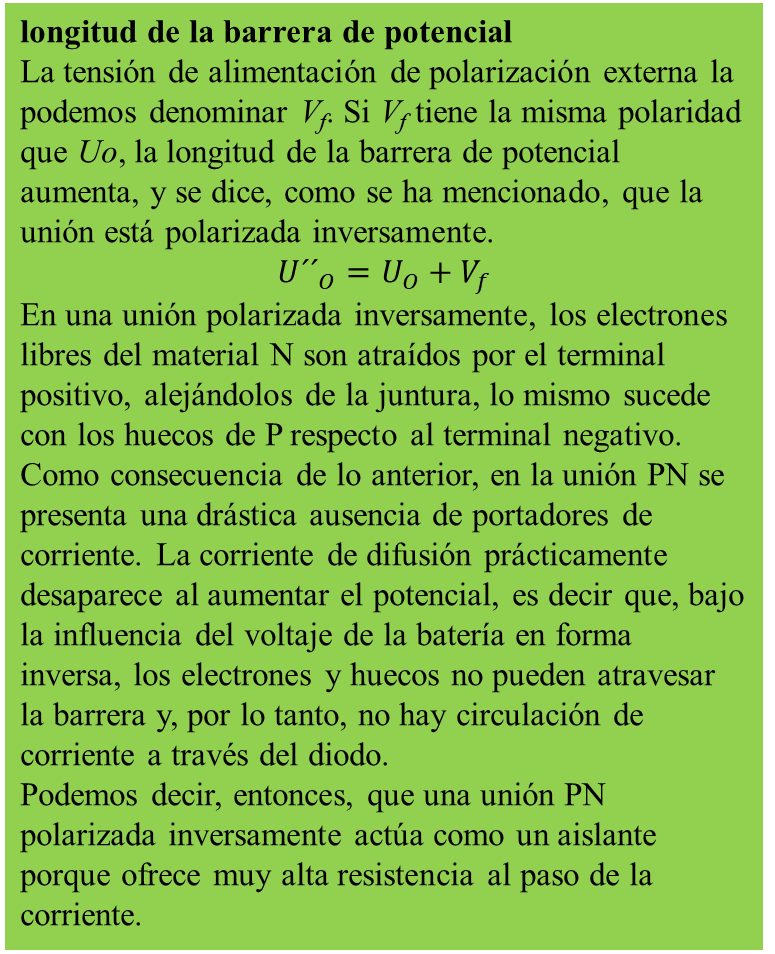 longitud de la barrera de potencial
La tensión de alimentación de polarización externa la
podemos denominar Vf. Si Vf tiene la misma polaridad
que Uo, la longitud de la barrera de potencial
aumenta, y se dice, como se ha mencionado, que la
unión está polarizada inversamente.
U´´O = UO + Vf
En una unión polarizada inversamente, los electrones
libres del material N son atraídos por el terminal
positivo, alejándolos de la juntura, lo mismo sucede
con los huecos de P respecto al terminal negativo.
Como consecuencia de lo anterior, en la unión PN se
presenta una drástica ausencia de portadores de
corriente. La corriente de difusión prácticamente
desaparece al aumentar el potencial, es decir que, bajo
la influencia del voltaje de la batería en forma
inversa, los electrones y huecos no pueden atravesar
la barrera y, por lo tanto, no hay circulación de
corriente a través del diodo.
Podemos decir, entonces, que una unión PN
polarizada inversamente actúa como un aislante
porque ofrece muy alta resistencia al paso de la
corriente.